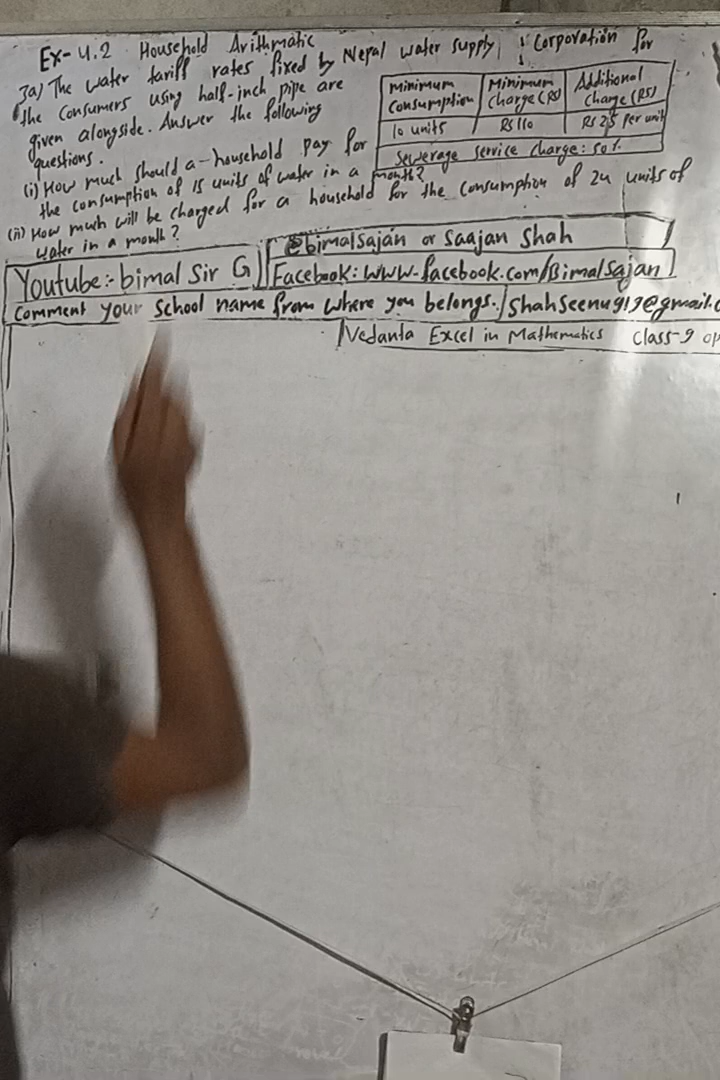 Ex-4.2 Household Arithmatic
3a) The water tariff rates fixed by Nepal water supply Corporation for
the consumers using half-inch pipe are
given alongside. Answer the following
questions.
Minimum Consumption | Minimum charge (RS) | Additional charge (RS)
10 units | RS 110 | RS 25 Per unit
Sewerage service charge: 50%
(i) How much should a household pay for
the consumption of 15 units of water in a month?
(ii) How much will be charged for a household for the consumption of 24 units of
water in a month?
Youtube:- bimal Sir G
@bimalsajan or Saajan Shah
Facebook: WWW.facebook.com/Bimalsajan
Comment your School name from where you belongs.
Vedanta Excel in Mathematics Class-9